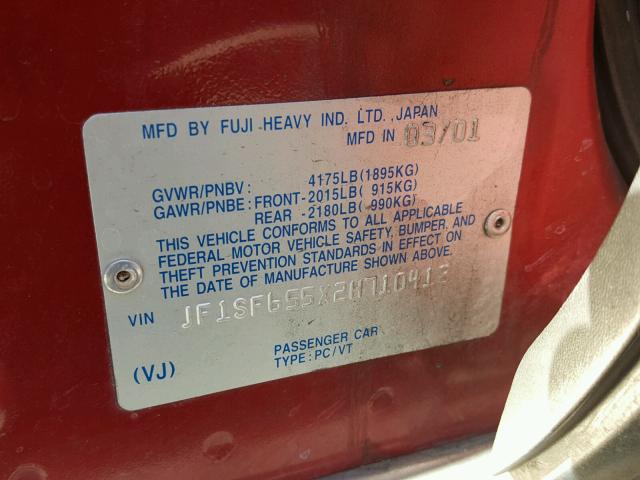 MFD BY FUJI HEAVY IND. LTD., JAPAN
MFD IN 03/01
GVWR/PNBV: 4175LB(1895KG)
GAWR/PNBE: FRONT-2015LB( 915KG)
REAR -2180LB( 990KG)
THIS VEHICLE CONFORMS TO ALL APPLICABLE
FEDERAL MOTOR VEHICLE SAFETY, BUMPER, AND
THEFT PREVENTION STANDARDS IN EFFECT ON
THE DATE OF MANUFACTURE SHOWN ABOVE.
VIN
PASSENGER CAR
(VJ) TYPE: PC/VT